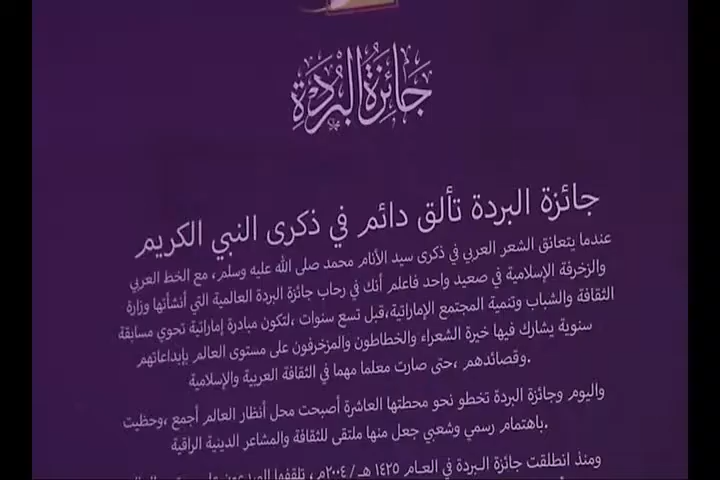 جائزة البردة
جائزة البردة تألق دائم في ذكرى النبي الكريم
عندما يتعانق الشعر العربي في ذكرى سيد الأنام محمد صلى الله عليه وسلم، مع الخط العربي
والزخرفة الإسلامية في صعيد واحد فاعلم أنك في رحاب جائزة البردة العالمية التي أنشأتها وزارة
الثقافة والشباب وتنمية المجتمع الإماراتية،قبل تسع سنوات ،لتكون مبادرة إماراتية تحوي مسابقة
سنوية يشارك فيها خيرة الشعراء والخطاطون والمزخرفون على مستوى العالم بإبداعاتهم
وقصائدهم ،حتى صارت معلما مهما في الثقافة العربية والإسلامية.
واليوم وجائزة البردة تخطو نحو محطتها العاشرة أصبحت محل أنظار العالم أجمع ،وحظيت
باهتمام رسمي وشعبي جعل منها ملتقى للثقافة والمشاعر الدينية الراقية.
ومنذ انطلقت جائزة البردة في العام ١٤٢٥ هـ / ٢٠٠٤م، تلقفها